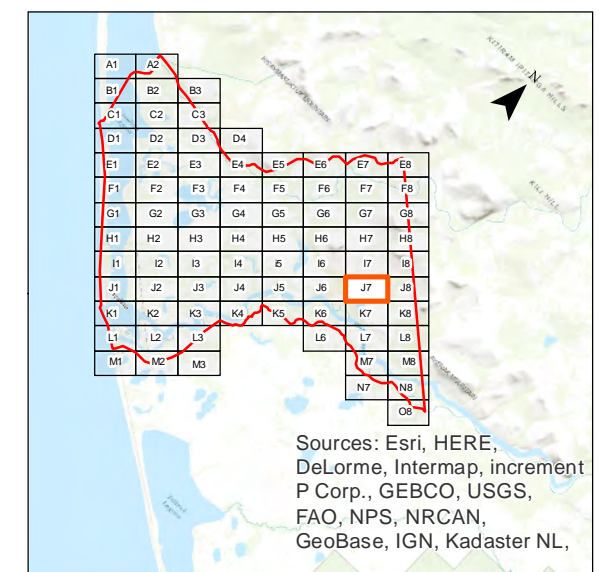 KITIRAM IPIENGA HILLS
N
A1 A2
B1 B2 B3
C1 C2 C3
D1 D2 D3 D4
E1 E2 E3 E4 E5 E6 E7 E8
F1 F2 F3 F4 F5 F6 F7 F8
KILI HILL
G1 G2 G3 G4 G5 G6 G7 G8
H1 H2 H3 H4 H5 H6 H7 H8
I1 I2 I3 I4 i5 I6 I7 I8
J1 J2 J3 J4 J5 J6 J7 J8
K1 K2 K3 K4 K5 K6 K7 K8
L1 L2 L3 L6 L7 L8
M1 M2 M3 M7 M8
N7 N8
O8
Sources: Esri, HERE,
DeLorme, Intermap, increment
P Corp., GEBCO, USGS,
FAO, NPS, NRCAN,
GeoBase, IGN, Kadaster NL,